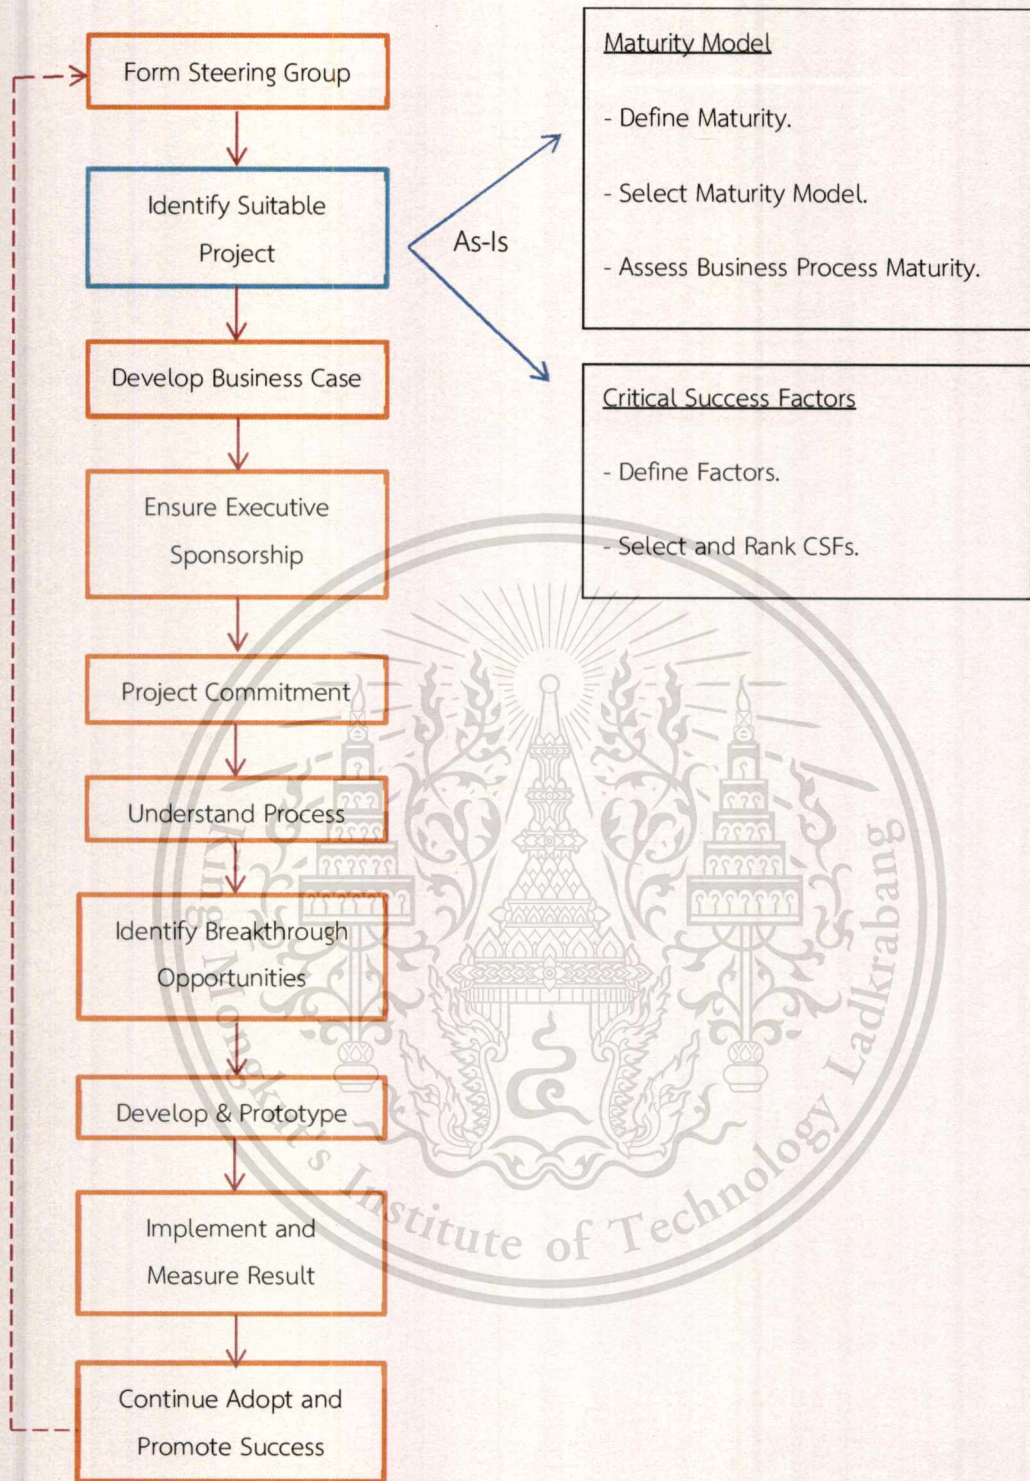 Form Steering Group
Identify Suitable
Project
Develop Business Case
Ensure Executive
Sponsorship
Project Commitment
Understand Process
Identify Breakthrough
Opportunities
Develop & Prototype
Implement and
Measure Result
Continue Adopt and
Promote Success
As-Is
Maturity Model
- Define Maturity.
- Select Maturity Model.
- Assess Business Process Maturity.
Critical Success Factors
- Define Factors.
- Select and Rank CSFs.
King Mongkut's Institute of Technology Ladkrabang